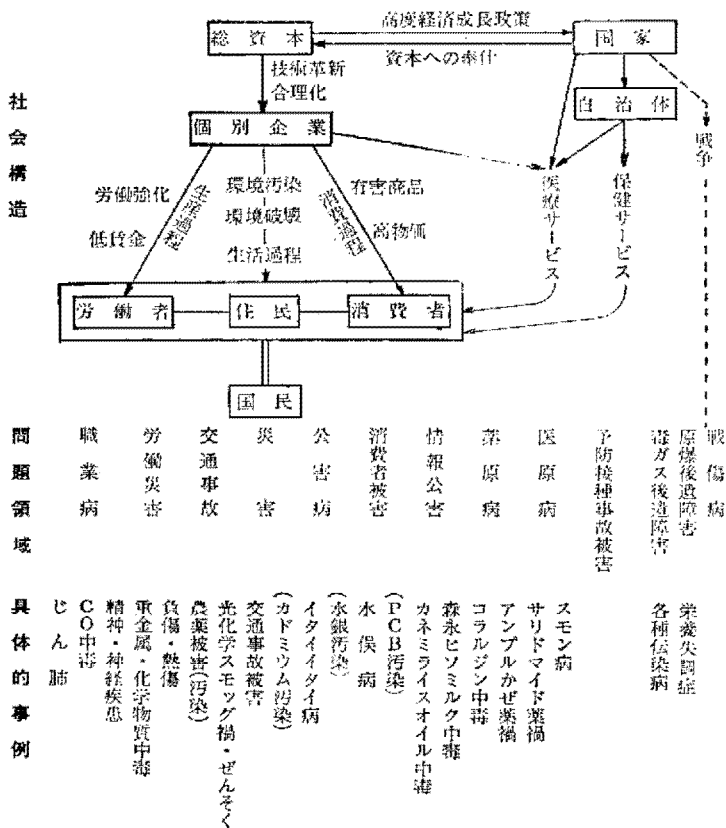 高度経済成長政策
総資本
国家
資本への奉仕
技術革新
合理化
自治体
個別企業
社会構造
戦争
労働強化
低賃金
生産過程
環境汚染
環境破壊
生活過程
消費過程
有害商品
高物価
医療サービス
保健サービス
労働者
住民
消費者
国民
問題領域
職業病
労働災害
交通事故
災害
公害病
消費者被害
情報公害
薬原病
医原病
予防接種事故被害
毒ガス後遺障害
原爆後遺障害
戦傷病
具体的事例
じん肺
CO中毒
精神・神経疾患
重金属・化学物質中毒
負傷・熱傷
農薬被害(汚染)
光化学スモッグ禍・ぜんそく
交通事故被害
(カドミウム汚染)
イタイイタイ病
(水銀汚染)
水俣病
(PCB汚染)
カネミライスオイル中毒
森永ヒソミルク中毒
コラルジン中毒
アンプルかぜ薬禍
サリドマイド薬禍
スモン病
各種伝染病
栄養失調症